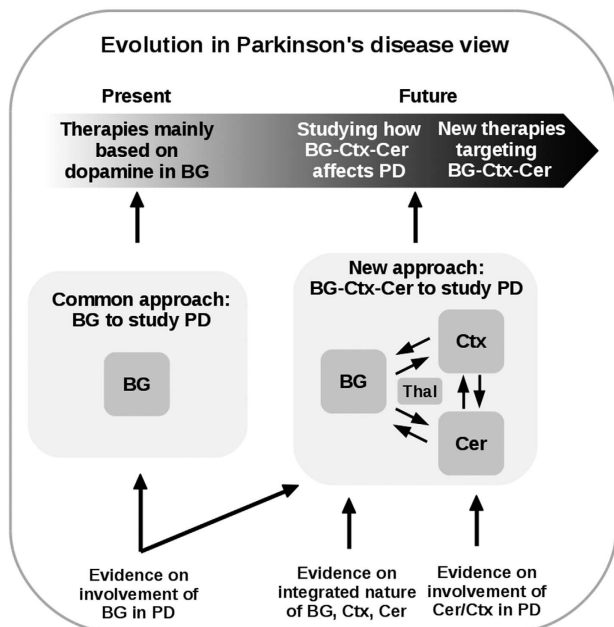 Evolution in Parkinson's disease view
Present
Future
Therapies mainly
based on
dopamine in BG
Studying how
BG-Ctx-Cer
affects PD
New therapies
targeting
BG-Ctx-Cer
Common approach:
BG to study PD
BG
New approach:
BG-Ctx-Cer to study PD
Ctx
BG
Thal
Cer
Evidence on
involvement of
BG in PD
Evidence on
integrated nature
of BG, Ctx, Cer
Evidence on
involvement of
Cer/Ctx in PD